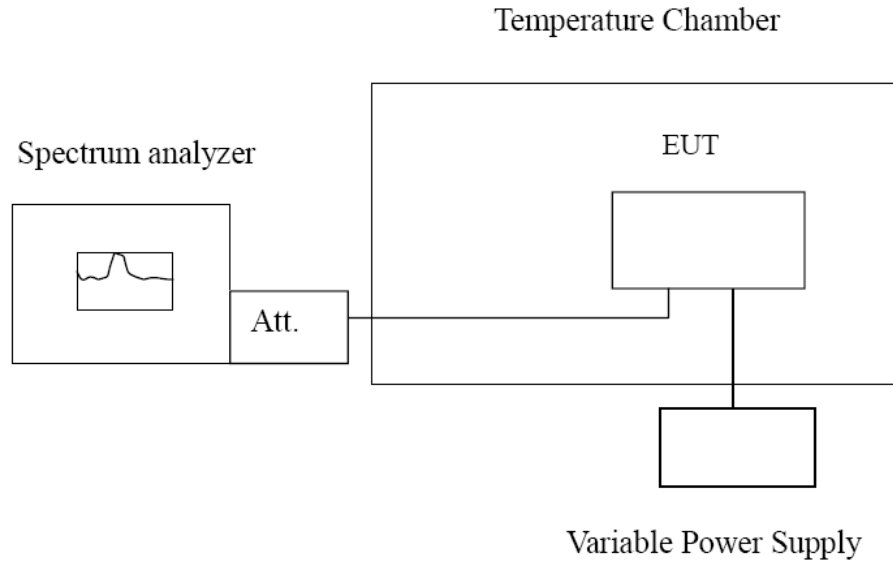 Temperature Chamber
Spectrum analyzer
EUT
Att.
Variable Power Supply